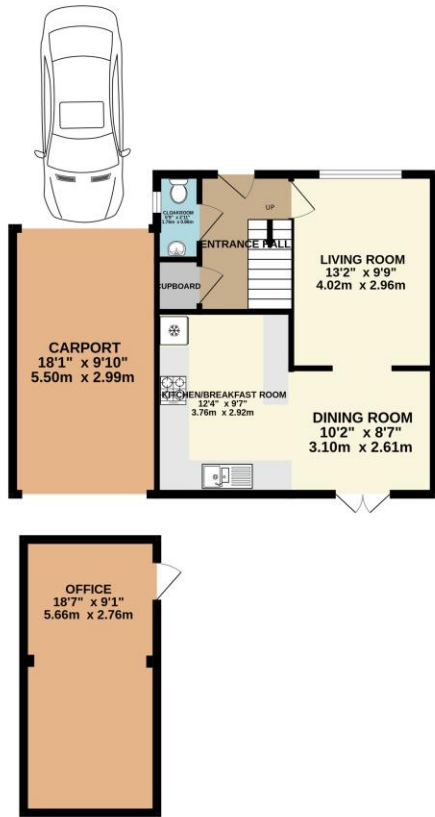 CLOAKROOM
UP
ENTRANCE HALL
CUPBOARD
LIVING ROOM
13'2" x 9'9"
4.02m x 2.96m
CARPORT
18'1" x 9'10"
5.50m x 2.99m
KITCHEN/BREAKFAST ROOM
12'4" x 9'7"
3.76m x 2.92m
DINING ROOM
10'2" x 8'7"
3.10m x 2.61m
OFFICE
18'7" x 9'1"
5.66m x 2.76m